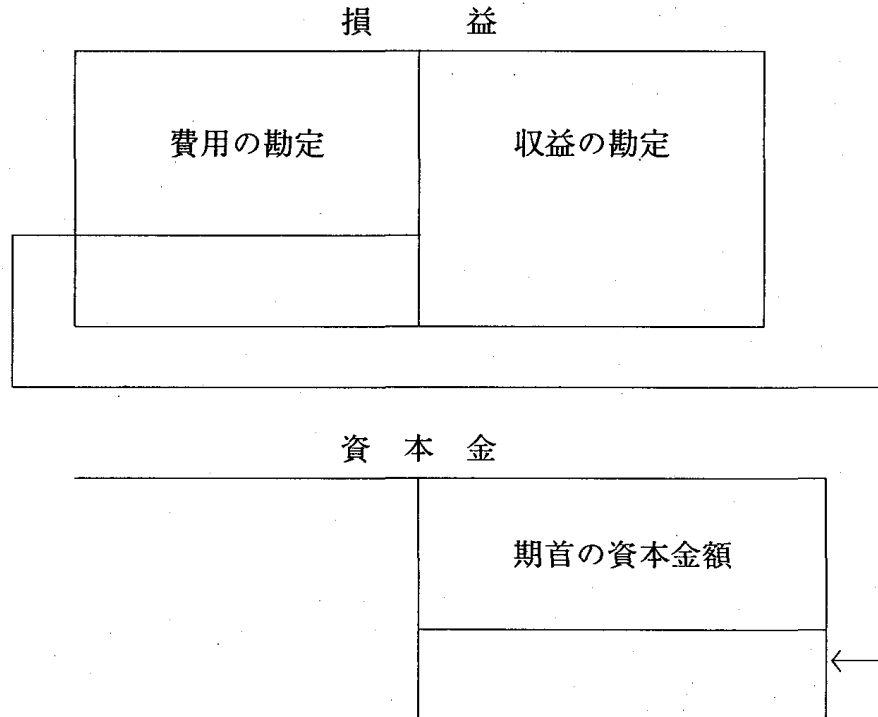 損益
費用の勘定 収益の勘定
資本金
期首の資本金額